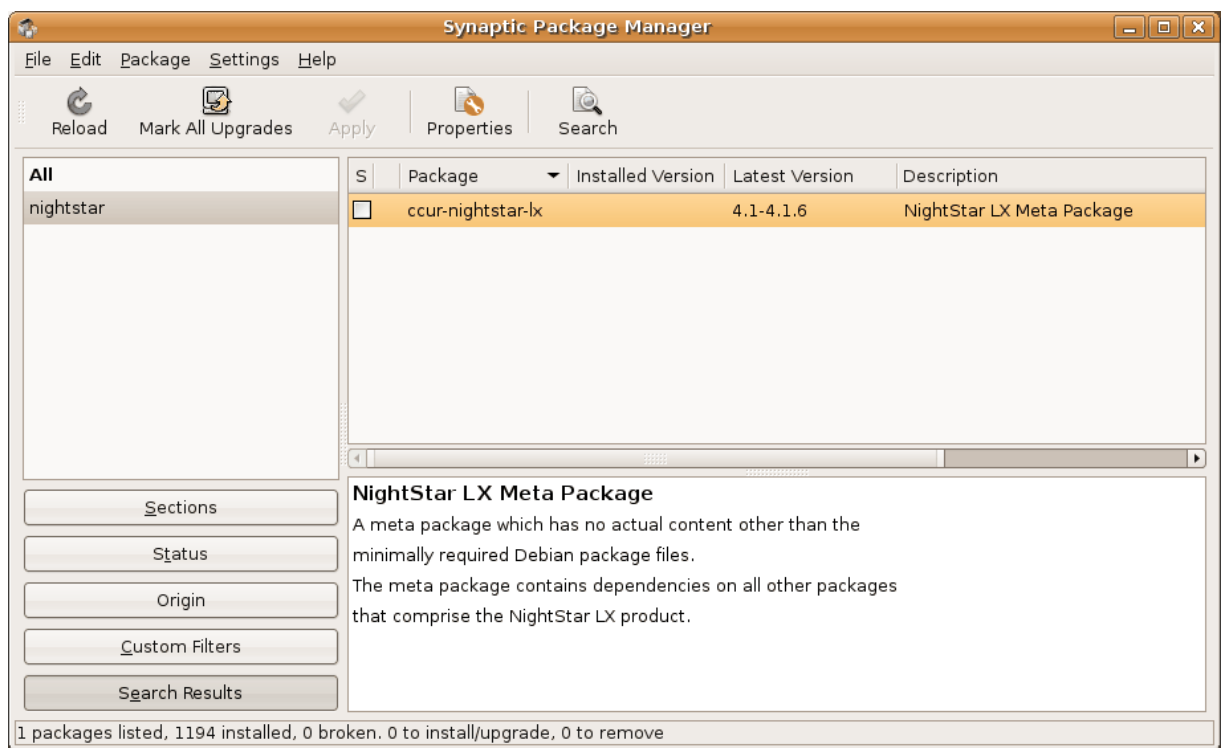 Synaptic Package Manager
File Edit Package Settings Help
Reload Mark All Upgrades Apply Properties Search
All
nightstar
S Package Installed Version Latest Version Description
ccur-nightstar-lx 4.1-4.1.6 NightStar LX Meta Package
Sections
Status
Origin
Custom Filters
Search Results
NightStar LX Meta Package
A meta package which has no actual content other than the
minimally required Debian package files.
The meta package contains dependencies on all other packages
that comprise the NightStar LX product.
1 packages listed, 1194 installed, 0 broken. 0 to install/upgrade, 0 to remove